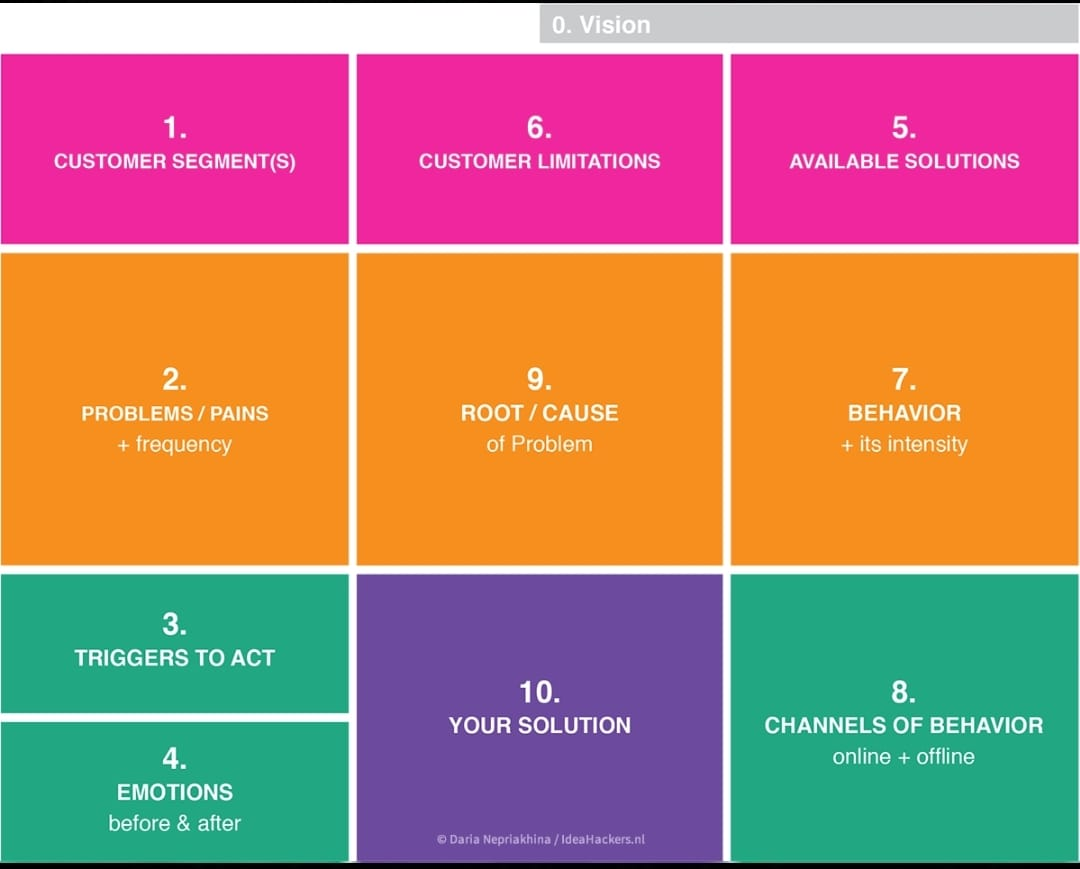 0. Vision
1.
CUSTOMER SEGMENT(S)
6.
CUSTOMER LIMITATIONS
5.
AVAILABLE SOLUTIONS
2.
PROBLEMS / PAINS
+ frequency
9.
ROOT / CAUSE
of Problem
7.
BEHAVIOR
+ its intensity
3.
TRIGGERS TO ACT
4.
EMOTIONS
before & after
10.
YOUR SOLUTION
© Daria Nepriakhina / IdeaHackers.nl
8.
CHANNELS OF BEHAVIOR
online + offline